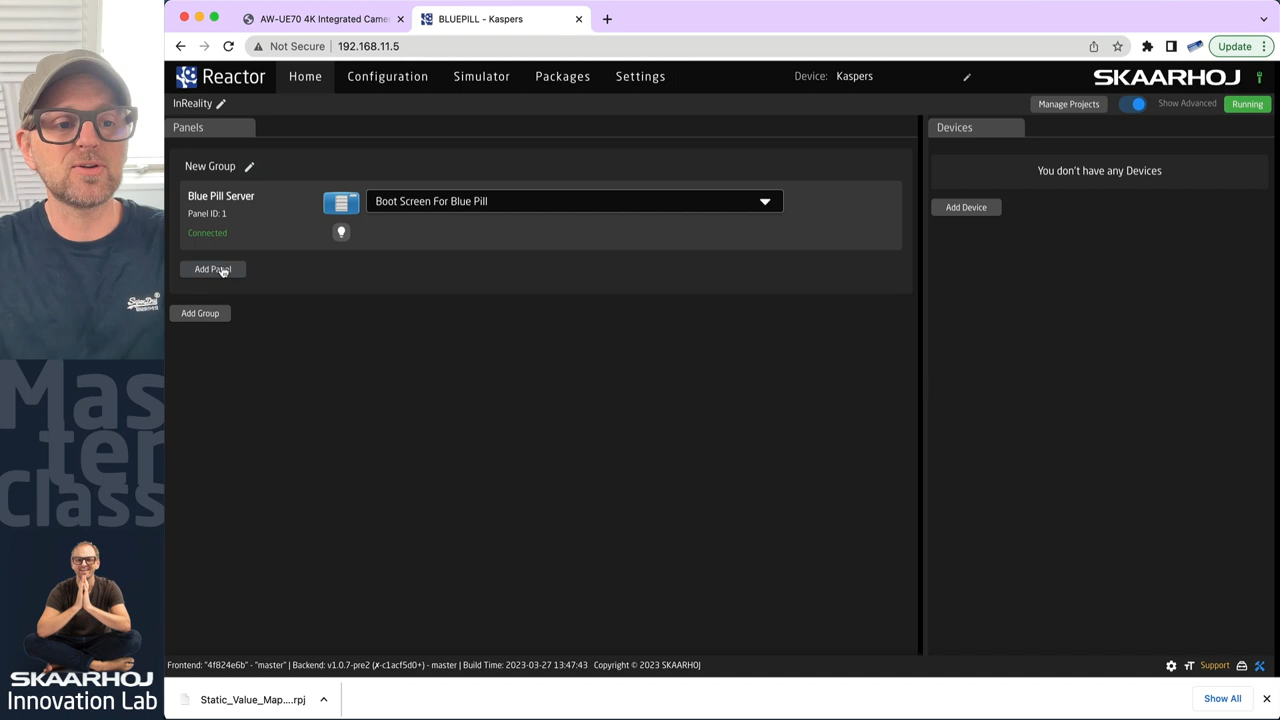 AW-UE70 4K Integrated Came
BLUEPILL - Kaspers
Not Secure
192.168.11.5
Update
Reactor
Home
Configuration
Simulator
Packages
Settings
Device:
Kaspers
SKAARHOJ
InReality
Manage Projects
Show Advanced
Running
Panels
Devices
New Group
You don't have any Devices
Blue Pill Server
Boot Screen For Blue Pill
Panel ID: 1
Add Device
Connected
Add Panel
Add Group
Mas
ter
Class
SKAARHOJ
Innovation Lab
Frontend: "4f824e6b" - "master" | Backend: v1.0.7-pre2 (✗-c1acf5d0+) - master | Build Time: 2023-03-27 13:47:43 Copyright © 2023 SKAARHOJ
Support
Static_Value_Map....rpj
Show All